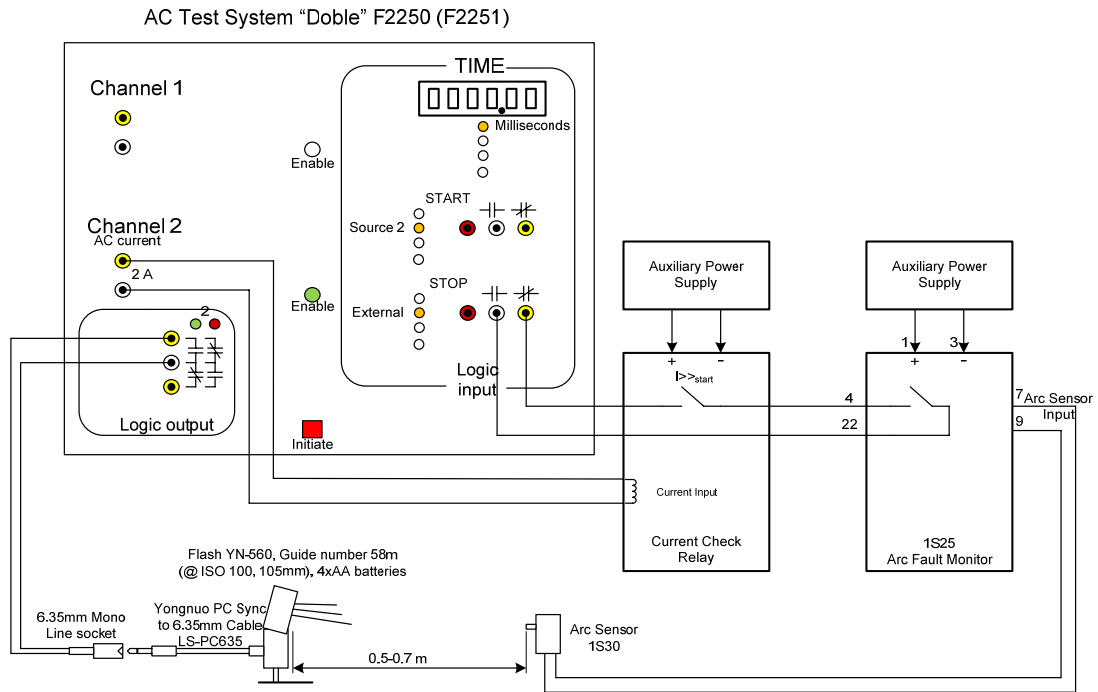 AC Test System “Doble” F2250 (F2251)
TIME
Channel 1
Milliseconds
Enable
START
Channel 2
AC current
Source 2
2 A
STOP
Enable
External
2
Logic
input
Logic output
Initiate
Auxiliary Power
Supply
Auxiliary Power
Supply
1
3
+
-
+
-
I>>start
4
22
7
Arc Sensor
Input
9
Current Input
Current Check
Relay
1S25
Arc Fault Monitor
Flash YN-560, Guide number 58m
(@ ISO 100, 105mm), 4xAA batteries
6.35mm Mono
Line socket
Yongnuo PC Sync
to 6.35mm Cable
LS-PC635
0.5-0.7 m
Arc Sensor
1S30